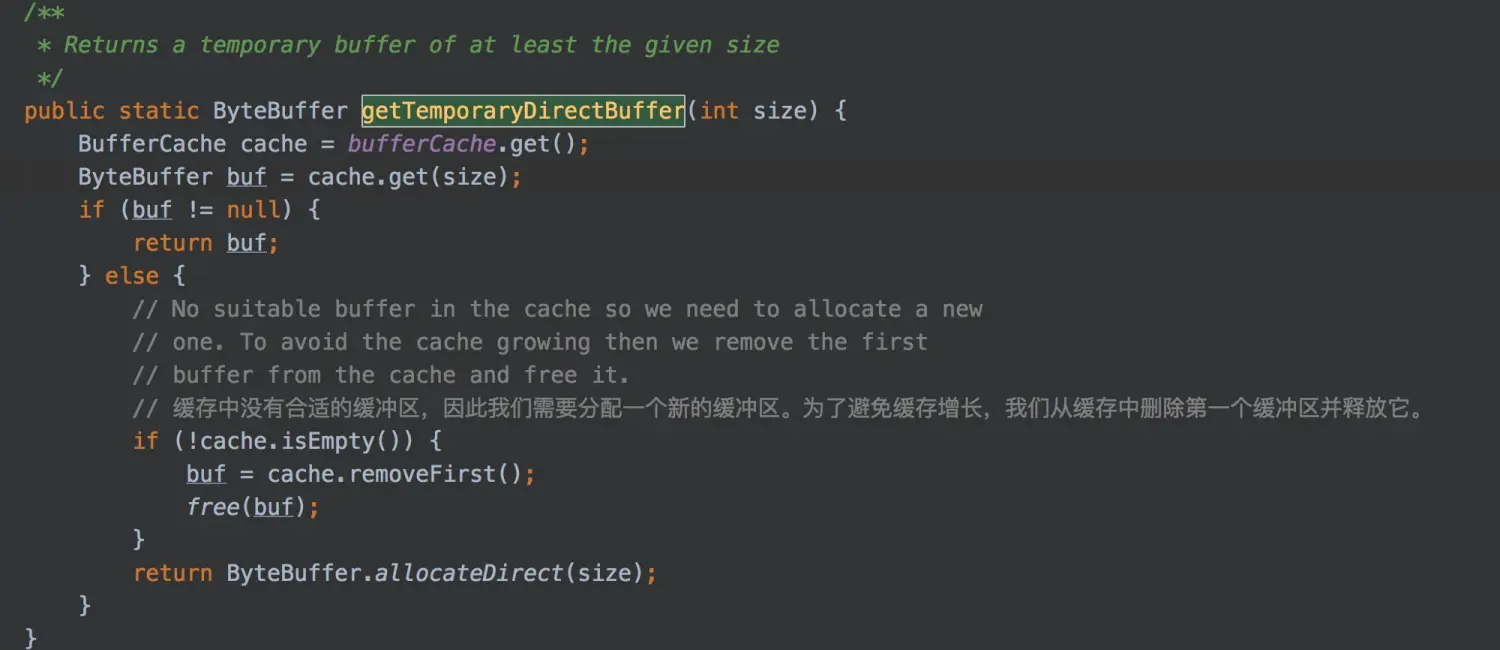 /**
 * Returns a temporary buffer of at least the given size
 */
public static ByteBuffer getTemporaryDirectBuffer(int size) {
    BufferCache cache = bufferCache.get();
    ByteBuffer buf = cache.get(size);
    if (buf != null) {
        return buf;
    } else {
        // No suitable buffer in the cache so we need to allocate a new
        // one. To avoid the cache growing then we remove the first
        // buffer from the cache and free it.
        // 缓存中没有合适的缓冲区，因此我们需要分配一个新的缓冲区。为了避免缓存增长，我们从缓存中删除第一个缓冲区并释放它。
        if (!cache.isEmpty()) {
            buf = cache.removeFirst();
            free(buf);
        }
        return ByteBuffer.allocateDirect(size);
    }
}